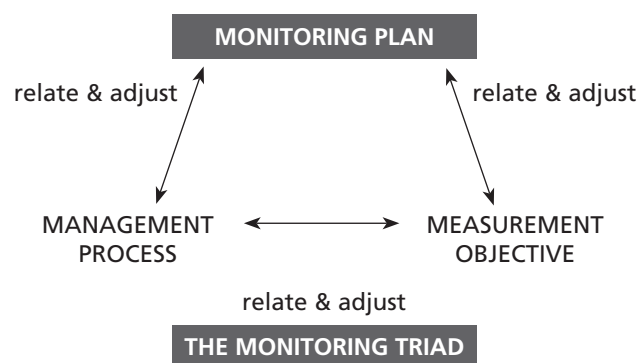 MONITORING PLAN
relate & adjust
relate & adjust
MANAGEMENT
PROCESS
MEASUREMENT
OBJECTIVE
relate & adjust
THE MONITORING TRIAD